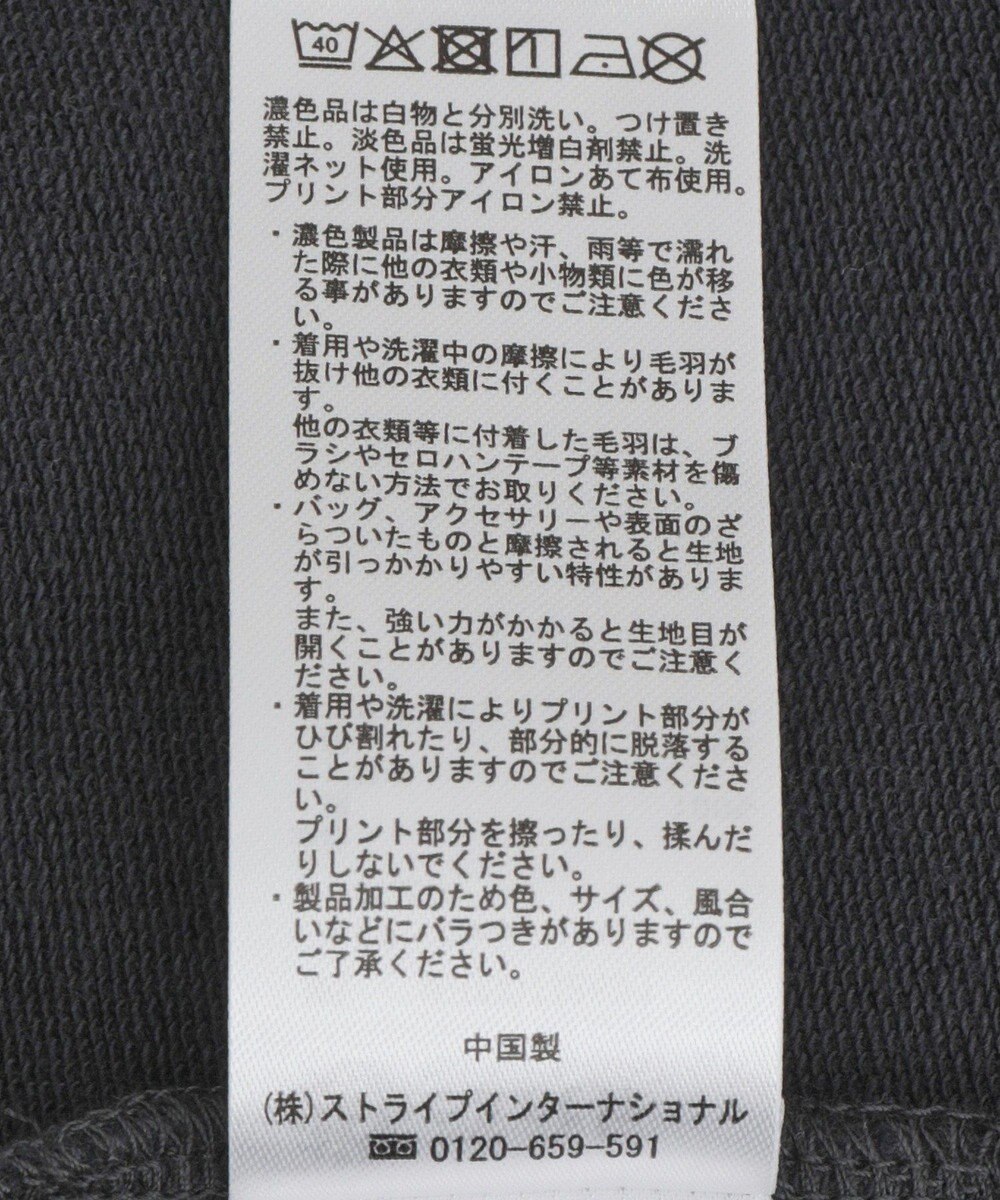 40
濃色品は白物と分別洗い。つけ置き
禁止。淡色品は蛍光増白剤禁止。洗
濯ネット使用。アイロンあて布使用。
プリント部分アイロン禁止。
・濃色製品は摩擦や汗、雨等で濡れ
た際に他の衣類や小物類に色が移
る事がありますのでご注意くださ
い。
・着用や洗濯中の摩擦により毛羽が
抜け他の衣類に付くことがありま
す。
他の衣類等に付着した毛羽は、ブ
ラシやセロハンテープ等素材を傷
めない方法でお取りください。
・バッグ、アクセサリーや表面のざ
らついたものと摩擦されると生地
が引っかかりやすい特性がありま
す。
また、強い力がかかると生地目が
開くことがありますのでご注意く
ださい。
・着用や洗濯によりプリント部分が
ひび割れたり、部分的に脱落する
ことがありますのでご注意くださ
い。
プリント部分を擦ったり、揉んだ
りしないでください。
・製品加工のため色、サイズ、風合
いなどにバラつきがありますので
ご了承ください。
中国製
(株)ストライプインターナショナル
0120-659-591